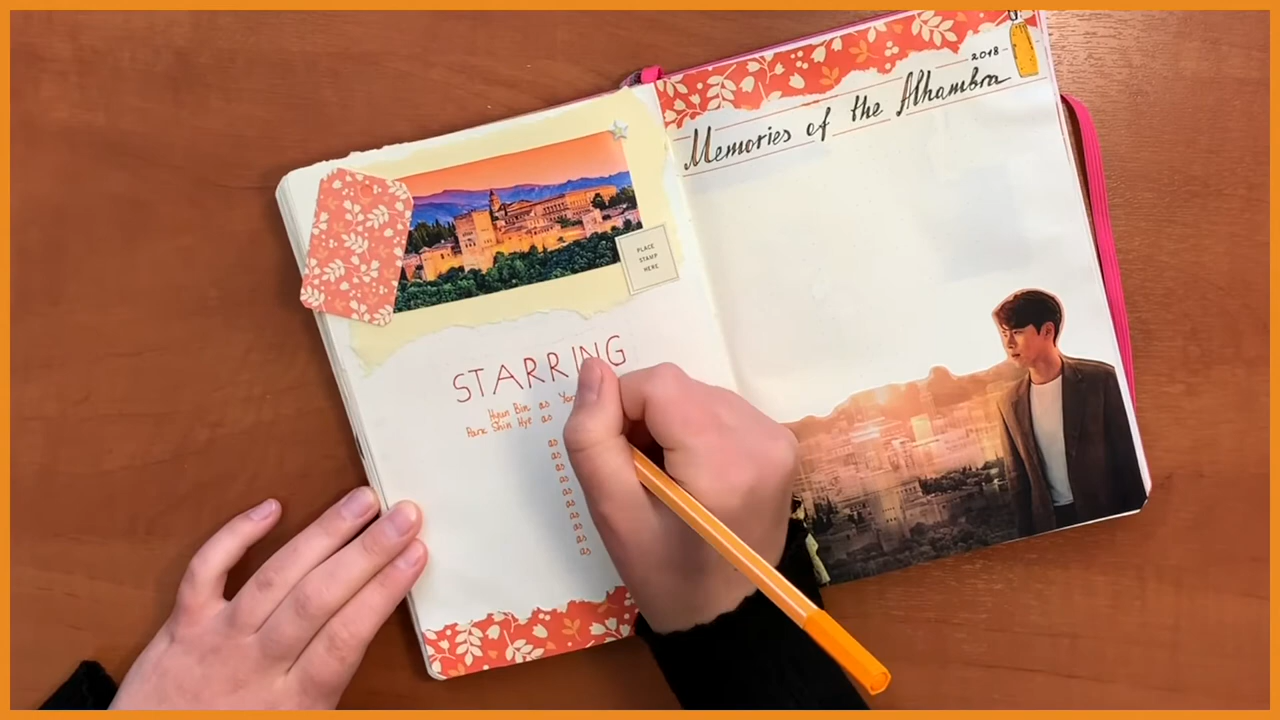 PLACE
STAMP
HERE
STARRING
Hyun Bin as
Park Shin Hye as
as
as
as
as
as
as
as
as
as
as
2018
Memories of the Alhambra